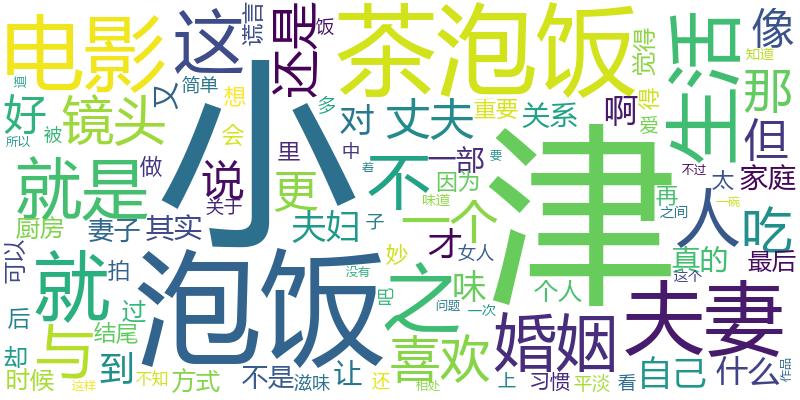 电影
这
谎言
还是
饭
茶泡饭
觉得
生活
像
知道
那
但
家庭
太
好
被
所以
镜头
又
简单
想
会
多
对
丈夫
重要
关系
啊
得
爱
小
津
就是
做
说
关于
里
中
着
不
一部
要
因为
味道
更
夫妇
子
一个
才
女人
妙
人
再
之间
不过
一碗
吃
真的
这个
最后
厨房
妻子
其实
可以
就
拍
过
后
却
与
到
结尾
时候
这样
不知
方式
泡饭
没有
之
味
问题
一次
个人
婚姻
夫妻
喜欢
不是
滋味
让
还
相处
上
习惯
平淡
看
自己
什么
作品